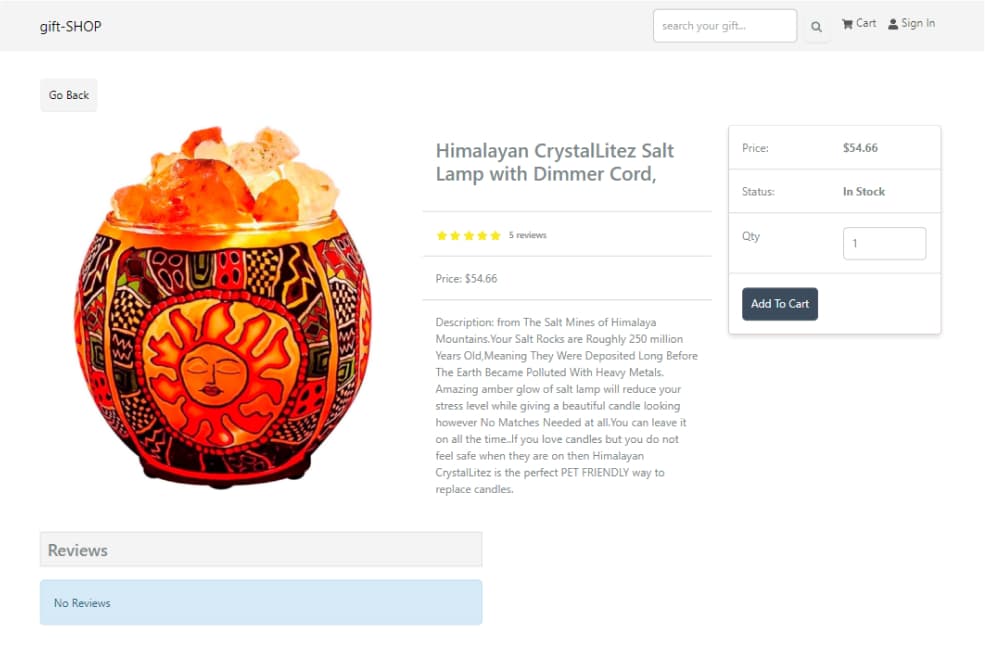 gift-SHOP
search your gift...
Cart
Sign In
Go Back
Himalayan CrystalLitez Salt
Lamp with Dimmer Cord,
5 reviews
Price: $54.66
Description: from The Salt Mines of Himalaya
Mountains.Your Salt Rocks are Roughly 250 million
Years Old,Meaning They Were Deposited Long Before
The Earth Became Polluted With Heavy Metals.
Amazing amber glow of salt lamp will reduce your
stress level while giving a beautiful candle looking
however No Matches Needed at all.You can leave it
on all the time..If you love candles but you do not
feel safe when they are on then Himalayan
CrystalLitez is the perfect PET FRIENDLY way to
replace candles.
Price: $54.66
Status: In Stock
Qty 1
Add To Cart
Reviews
No Reviews